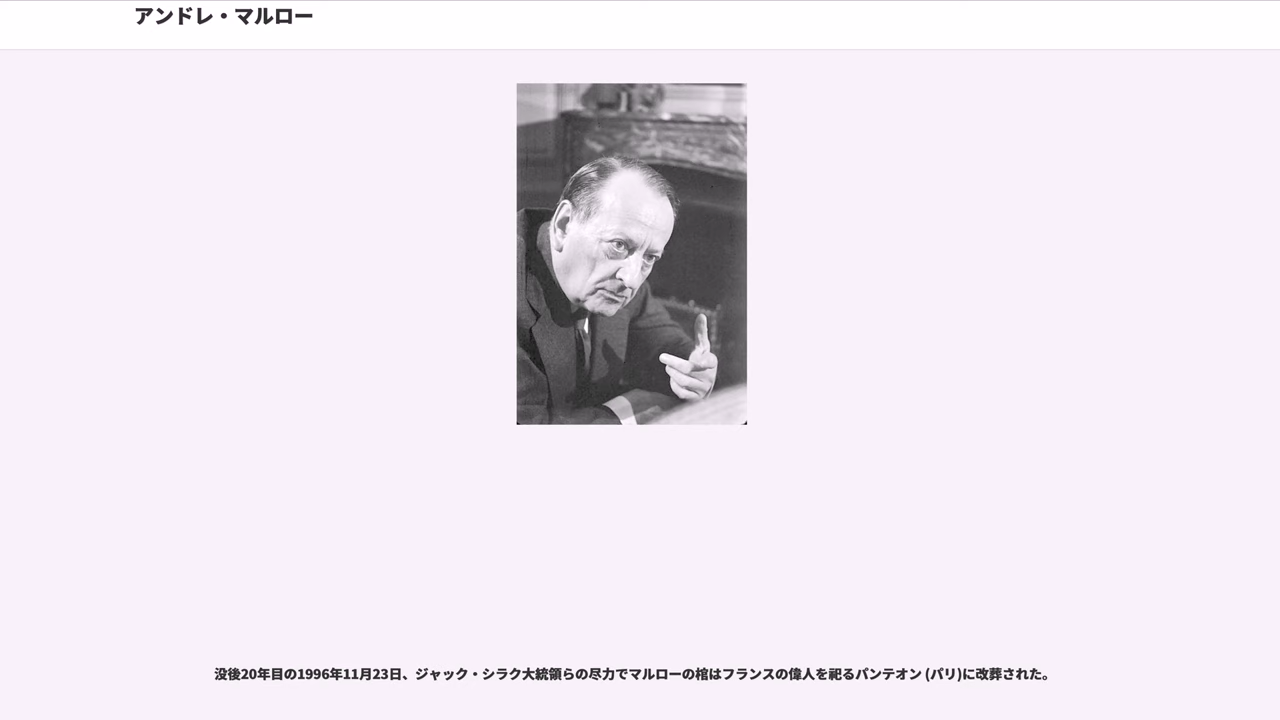 アンドレ・マルロー
没後20年目の1996年11月23日、ジャック・シラク大統領らの尽力でマルローの棺はフランスの偉人を祀るパンテオン (パリ)に改葬された。